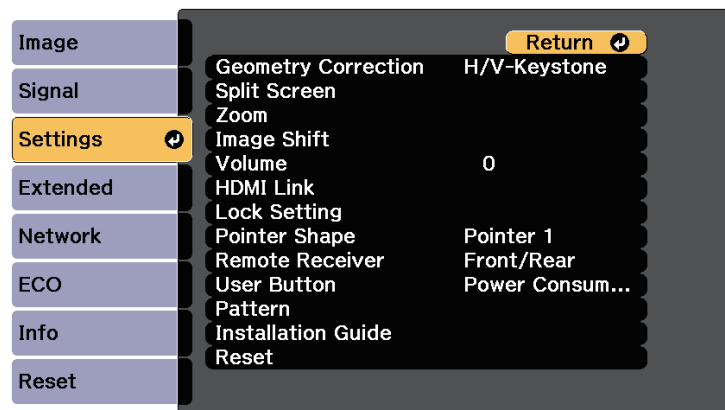 Image
Signal
Settings
Extended
Network
ECO
Info
Reset
Return
Geometry Correction H/V-Keystone
Split Screen
Zoom
Image Shift
Volume 0
HDMI Link
Lock Setting
Pointer Shape Pointer 1
Remote Receiver Front/Rear
User Button Power Consum...
Pattern
Installation Guide
Reset